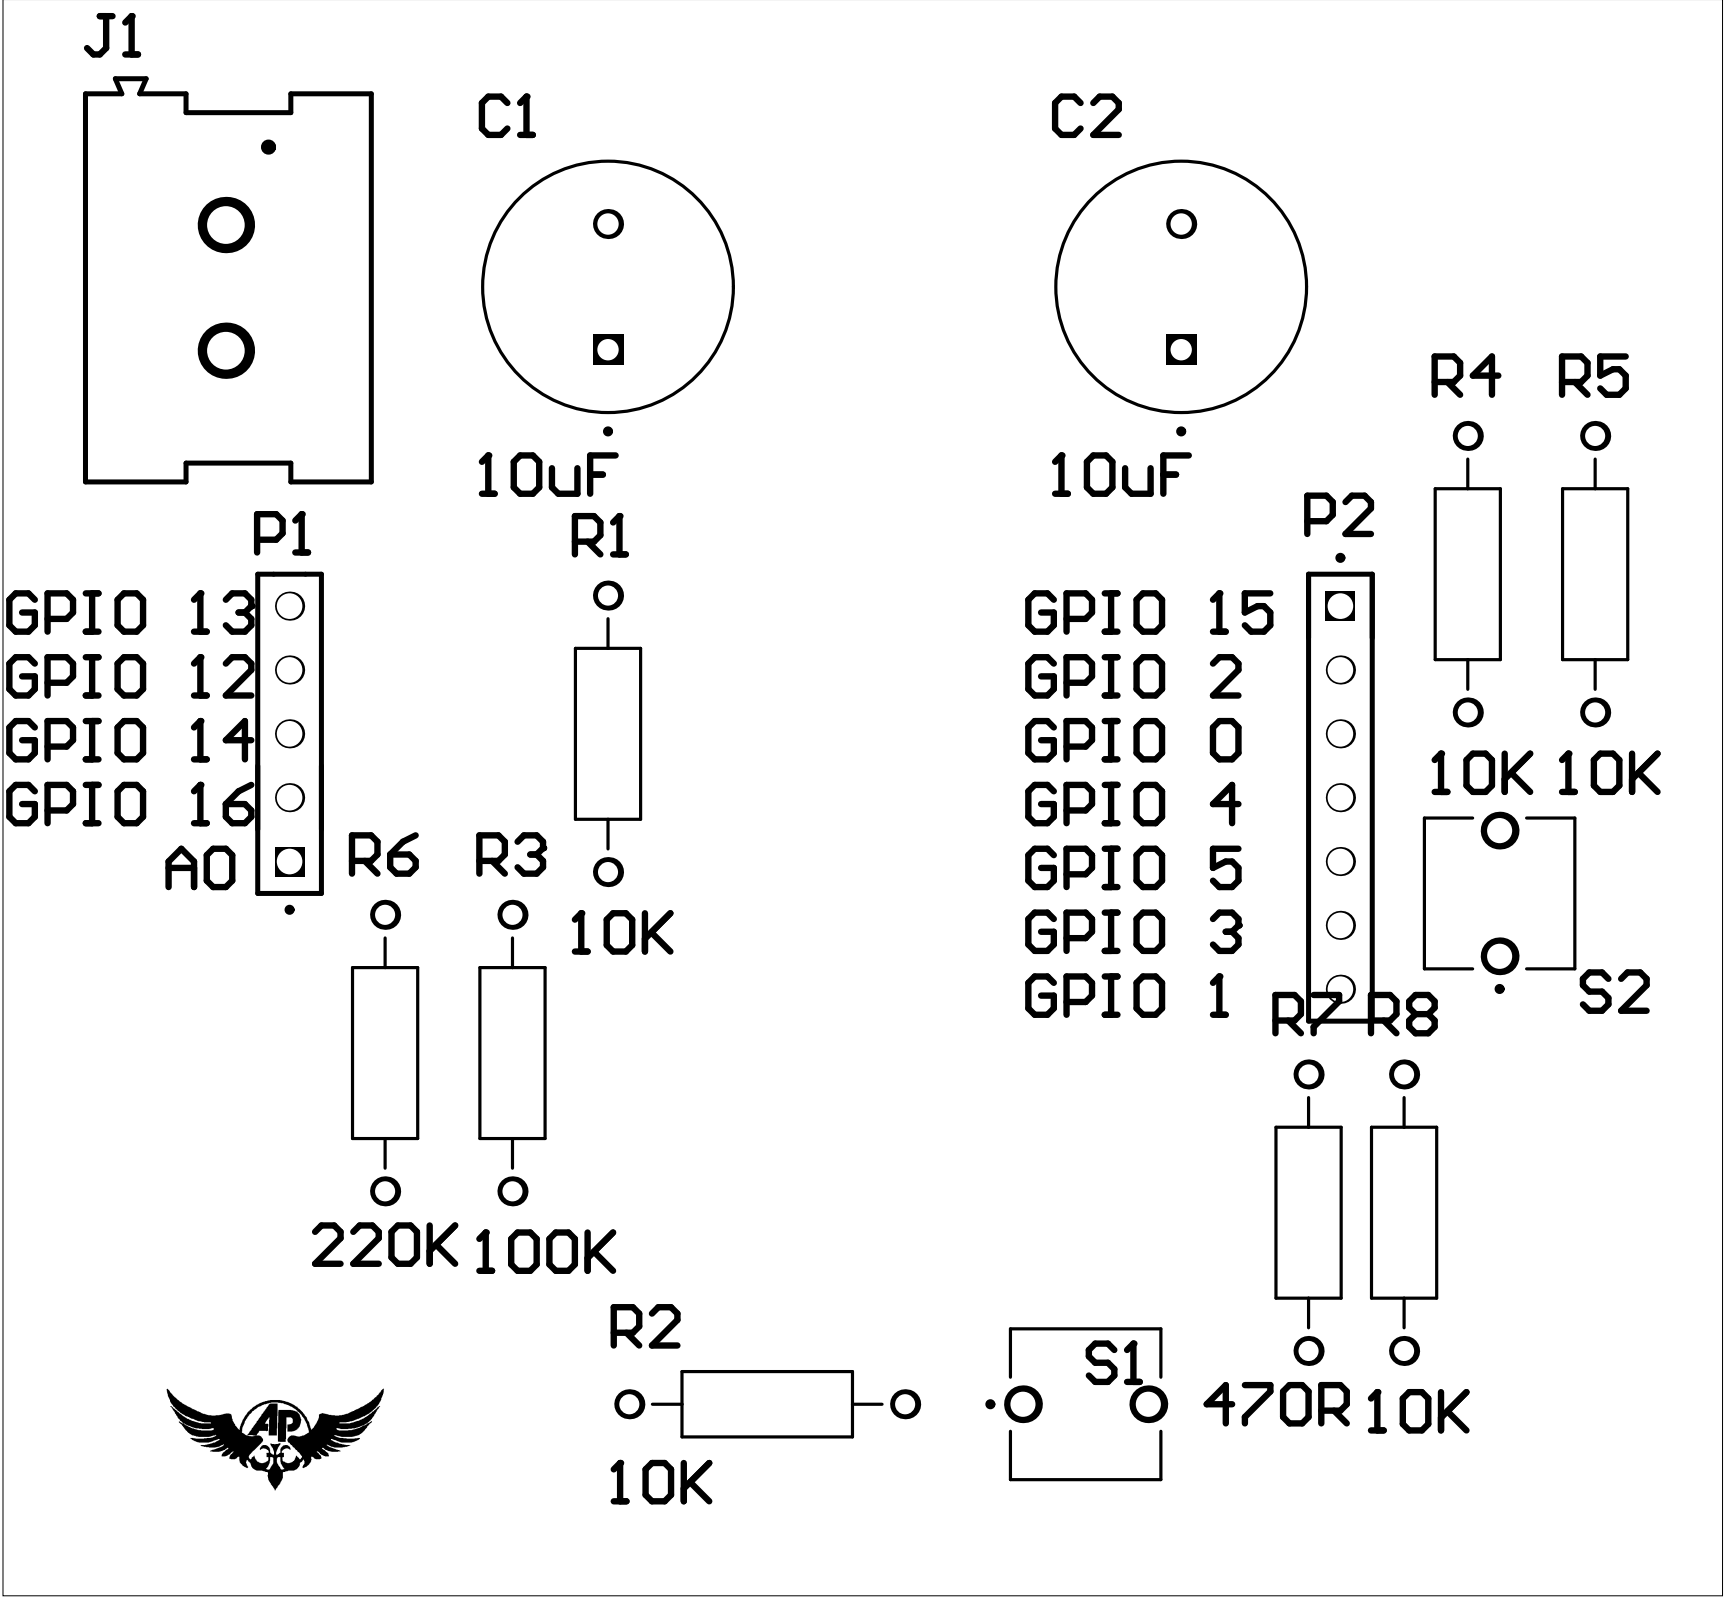 J1
C1
C2
10uF
10uF
R4
R5
P1
R1
P2
GPIO 13
GPIO 12
GPIO 14
GPIO 16
A0
GPIO 15
GPIO 2
GPIO 0
GPIO 4
GPIO 5
GPIO 3
GPIO 1
10K
10K
R6
R3
10K
S2
R7
R8
220K
100K
R2
S1
470R
10K
10K
AP